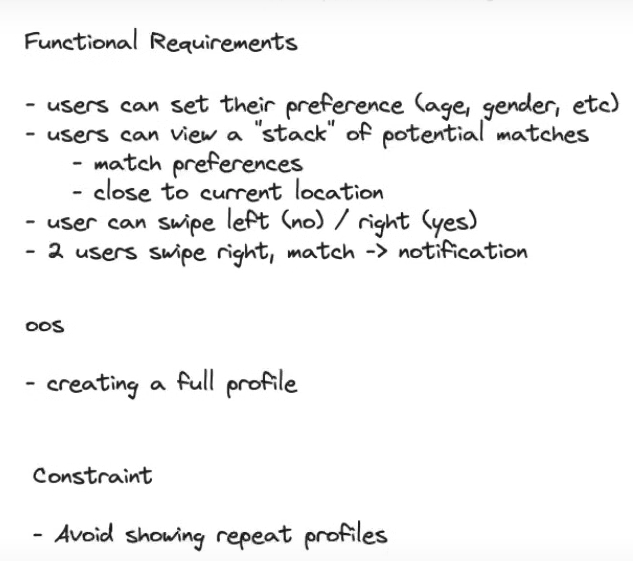 Functional Requirements
- users can set their preference (age, gender, etc)
- users can view a "stack" of potential matches
- match preferences
- close to current location
- user can swipe left (no) / right (yes)
- 2 users swipe right, match -> notification
oos
- creating a full profile
Constraint
- Avoid showing repeat profiles